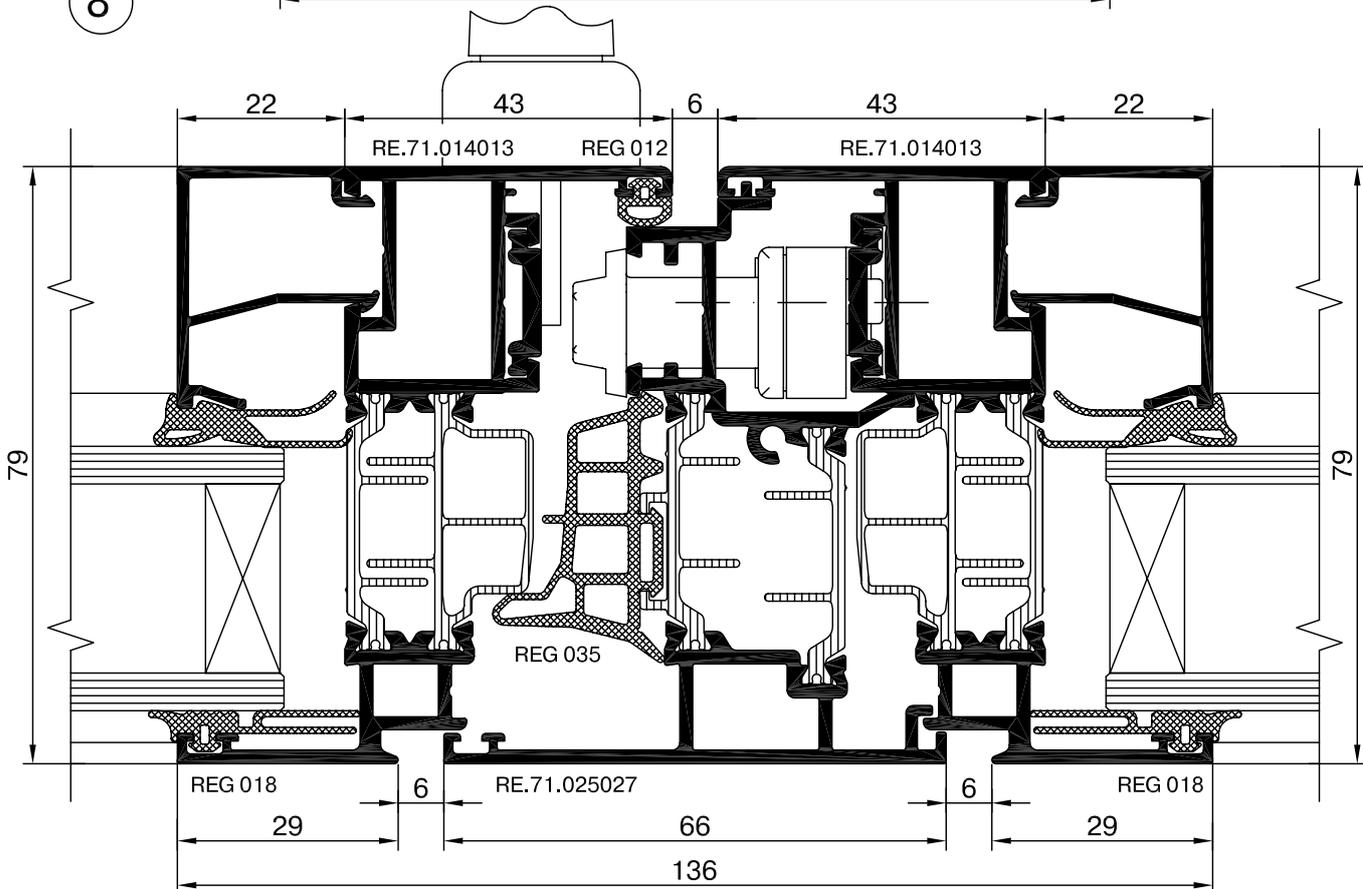 8
22 43 6 43 22
RE.71.014013 REG 012 RE.71.014013
79 79
REG 035
REG 018 RE.71.025027 REG 018
6 6
29 66 29
136